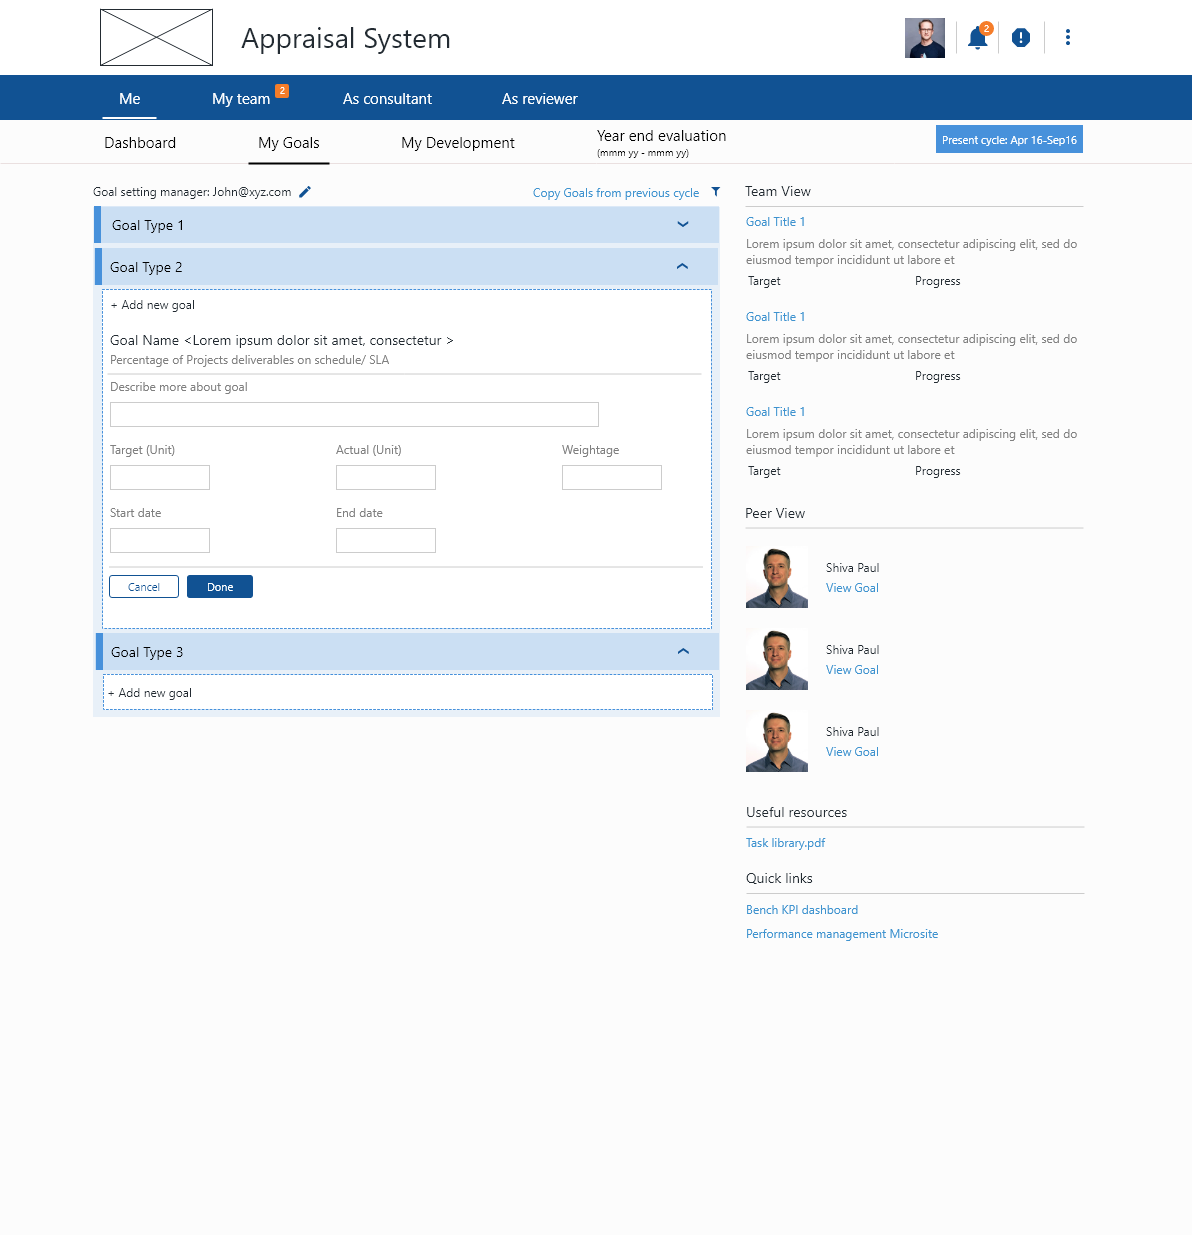 Appraisal System
2
Me
My team
2
As consultant
As reviewer
Dashboard
My Goals
My Development
Year end evaluation
(mmm yy - mmm yy)
Present cycle: Apr 16-Sep16
Goal setting manager: John@xyz.com
Copy Goals from previous cycle
Goal Type 1
Goal Type 2
+ Add new goal
Goal Name <Lorem ipsum dolor sit amet, consectetur >
Percentage of Projects deliverables on schedule/ SLA
Describe more about goal
Target (Unit)
Actual (Unit)
Weightage
Start date
End date
Cancel
Done
Goal Type 3
+ Add new goal
Team View
Goal Title 1
Lorem ipsum dolor sit amet, consectetur adipiscing elit, sed do
eiusmod tempor incididunt ut labore et
Target
Progress
Goal Title 1
Lorem ipsum dolor sit amet, consectetur adipiscing elit, sed do
eiusmod tempor incididunt ut labore et
Target
Progress
Goal Title 1
Lorem ipsum dolor sit amet, consectetur adipiscing elit, sed do
eiusmod tempor incididunt ut labore et
Target
Progress
Peer View
Shiva Paul
View Goal
Shiva Paul
View Goal
Shiva Paul
View Goal
Useful resources
Task library.pdf
Quick links
Bench KPI dashboard
Performance management Microsite